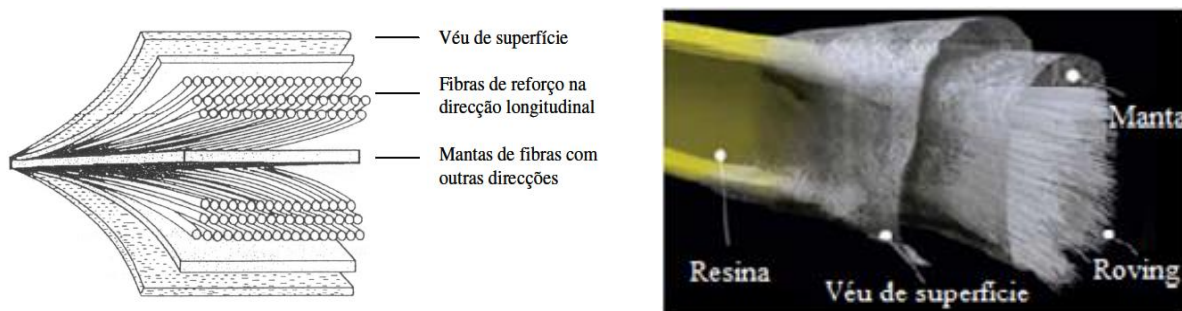 Véu de superfície
Fibras de reforço na
direcção longitudinal
Mantas de fibras com
outras direcções
Manta
Resina
Roving
Véu de superfície